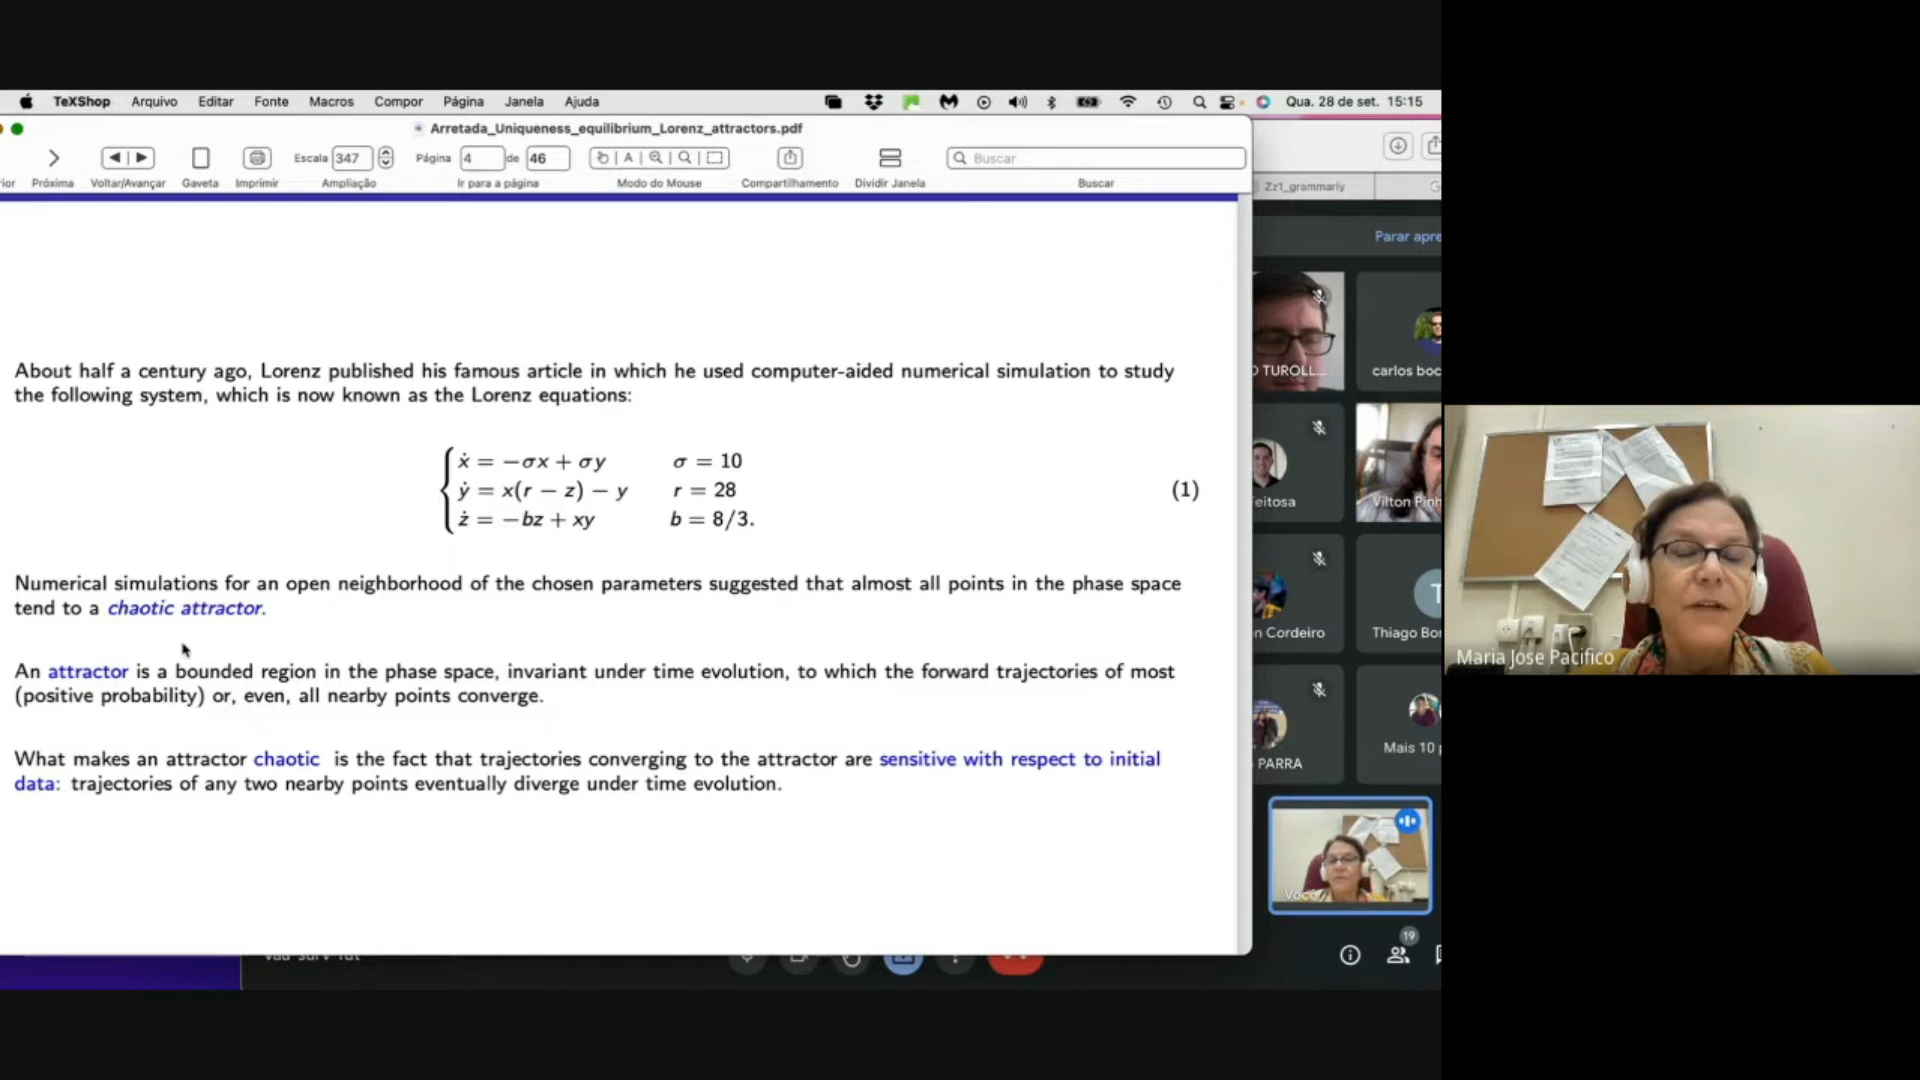 TeXShop Arquivo Editar Fonte Macros Compor Página Janela Ajuda Qua. 28 de set. 15:15
Arretada_Uniqueness_equilibrium_Lorenz_attractors.pdf
Escala 347 Página 4 de 46 Buscar
Próxima Voltar/Avançar Gaveta Imprimir Ampliação Ir para a página Modo do Mouse Compartilhamento Dividir Janela Buscar
Zz1_grammarly
Parar apre
About half a century ago, Lorenz published his famous article in which he used computer-aided numerical simulation to study
the following system, which is now known as the Lorenz equations:
ẋ = −σx + σy σ = 10
ẏ = x(r − z) − y r = 28 (1)
ż = −bz + xy b = 8/3.
Numerical simulations for an open neighborhood of the chosen parameters suggested that almost all points in the phase space
tend to a chaotic attractor.
An attractor is a bounded region in the phase space, invariant under time evolution, to which the forward trajectories of most
(positive probability) or, even, all nearby points converge.
What makes an attractor chaotic is the fact that trajectories converging to the attractor are sensitive with respect to initial
data: trajectories of any two nearby points eventually diverge under time evolution.
O TUROLL...
carlos boc
eitosa
Vilton Pinh
n Cordeiro
T
Thiago Bor
PARRA
Mais 10
19
Maria Jose Pacifico